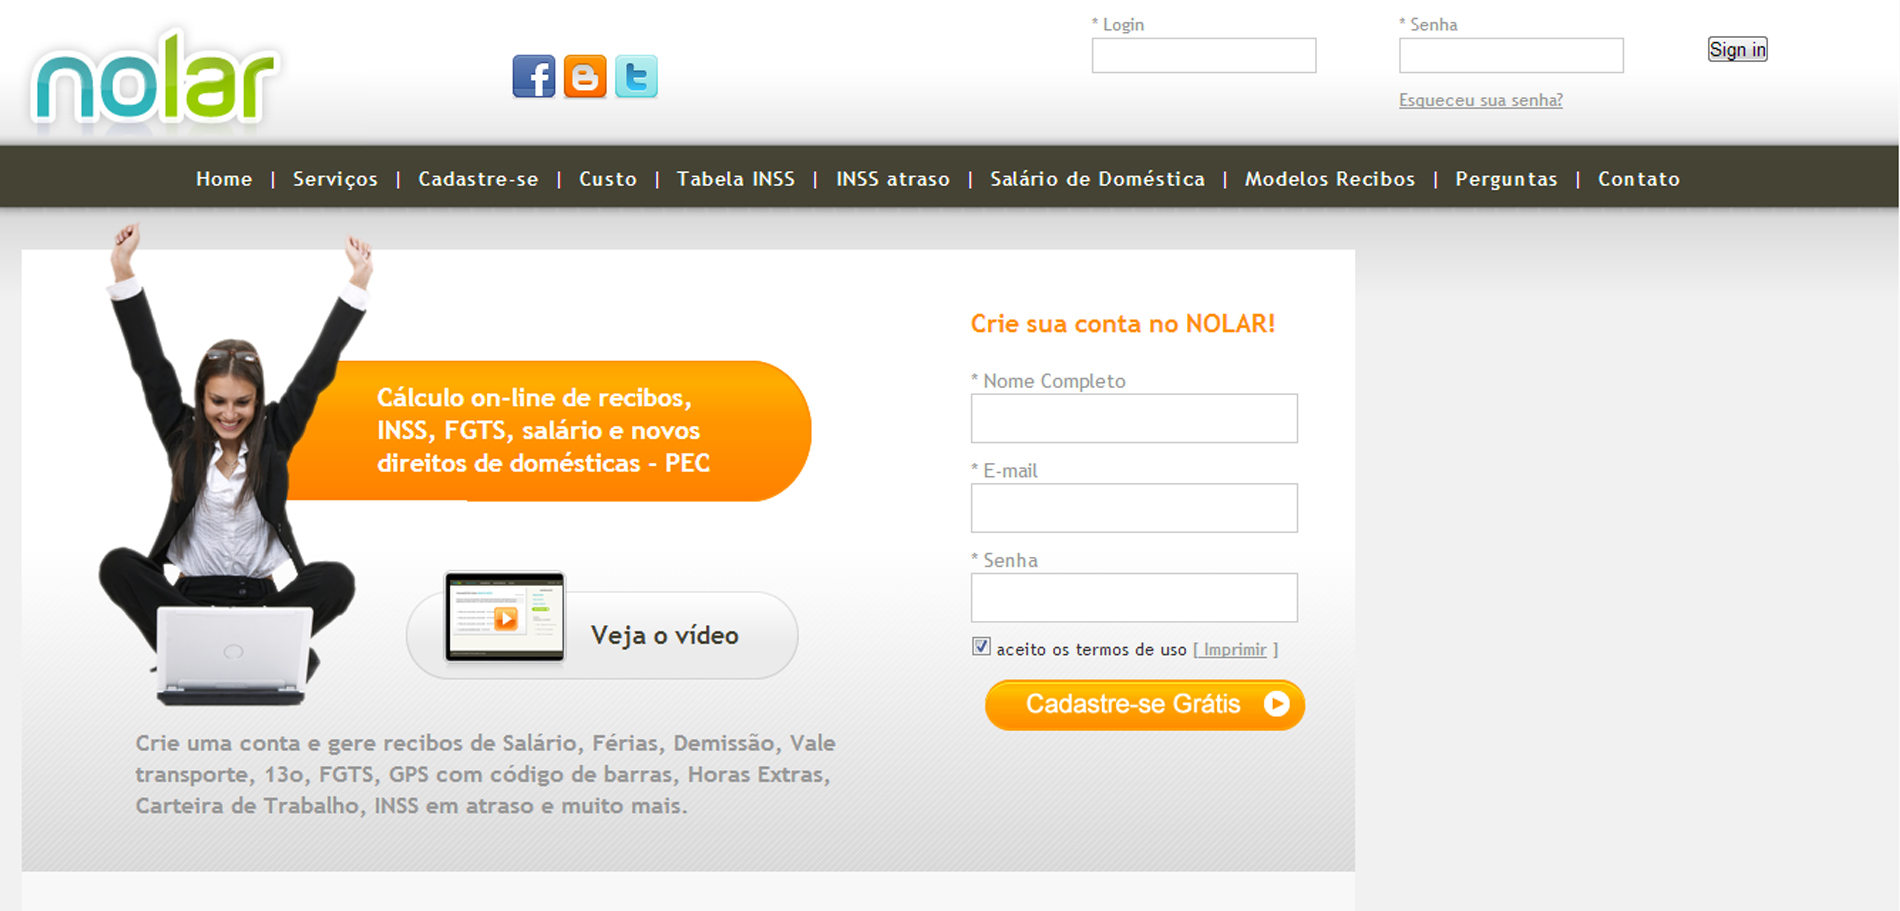 nolar
* Login
* Senha
Sign in
Esqueceu sua senha?
Home | Serviços | Cadastre-se | Custo | Tabela INSS | INSS atraso | Salário de Doméstica | Modelos Recibos | Perguntas | Contato
Cálculo on-line de recibos,
INSS, FGTS, salário e novos
direitos de domésticas - PEC
Veja o vídeo
Crie uma conta e gere recibos de Salário, Férias, Demissão, Vale
transporte, 13o, FGTS, GPS com código de barras, Horas Extras,
Carteira de Trabalho, INSS em atraso e muito mais.
Crie sua conta no NOLAR!
* Nome Completo
* E-mail
* Senha
aceito os termos de uso [ Imprimir ]
Cadastre-se Grátis